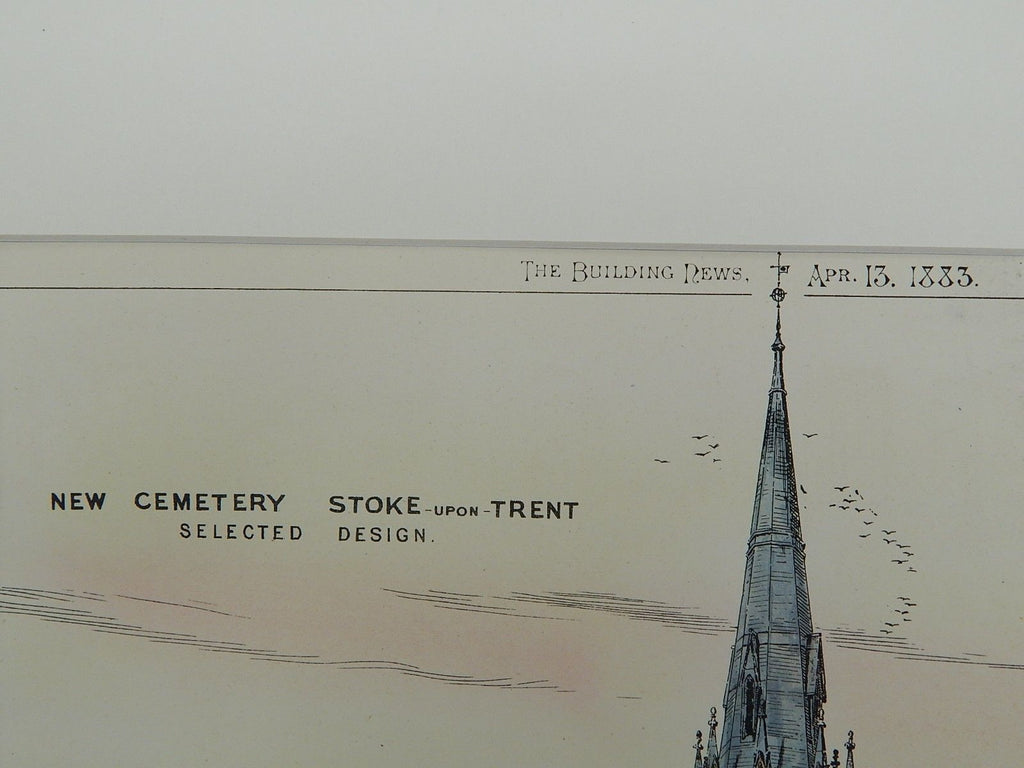 THE BUILDING NEWS, APR. 13. 1883.
NEW CEMETERY STOKE-UPON-TRENT
SELECTED DESIGN.